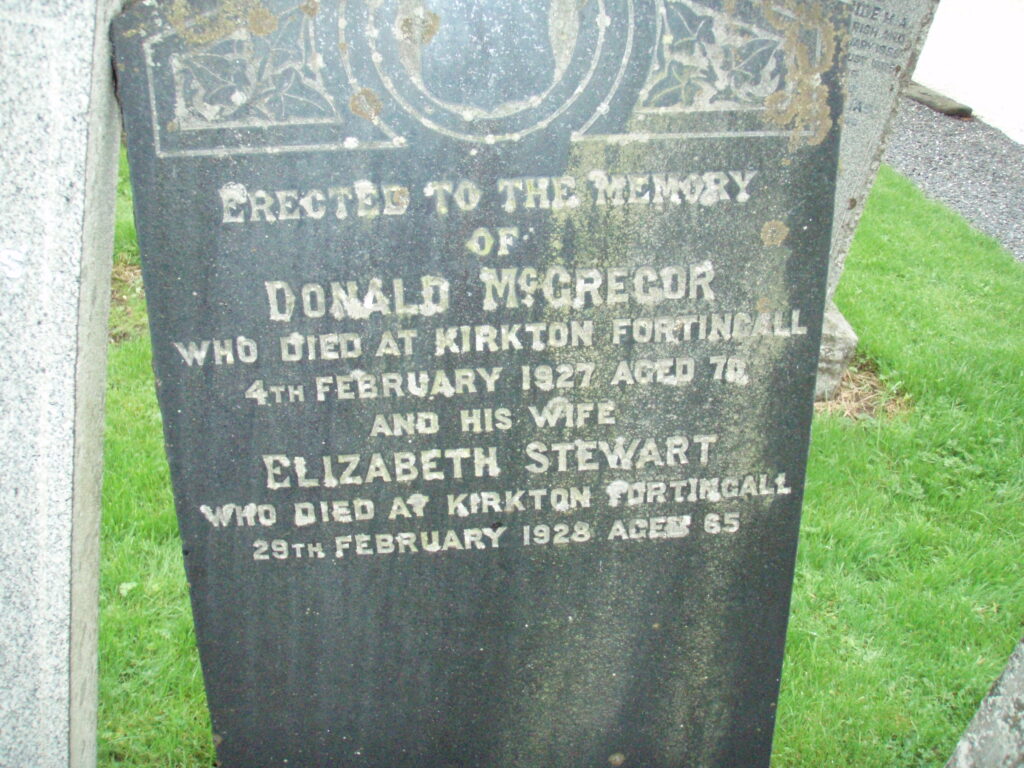 ERECTED TO THE MEMORY
OF
DONALD McGREGOR
WHO DIED AT KIRKTON FORTINGALL
4TH FEBRUARY 1927 AGED 70.
AND HIS WIFE
ELIZABETH STEWART
WHO DIED AT KIRKTON FORTINGALL
29TH FEBRUARY 1928 AGED 65